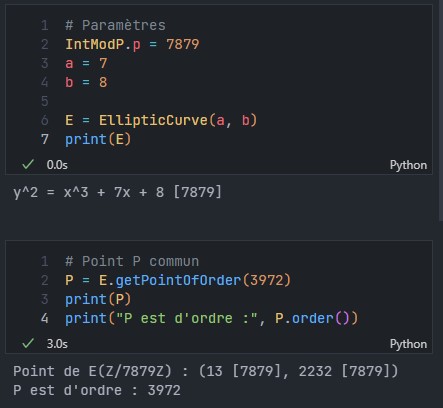 1 # Paramètres
2 IntModP.p = 7879
3 a = 7
4 b = 8
5
6 E = EllipticCurve(a, b)
7 print(E)
0.0s Python
y^2 = x^3 + 7x + 8 [7879]
1 # Point P commun
2 P = E.getPointOfOrder(3972)
3 print(P)
4 print("P est d'ordre :", P.order())
3.0s Python
Point de E(Z/7879Z) : (13 [7879], 2232 [7879])
P est d'ordre : 3972